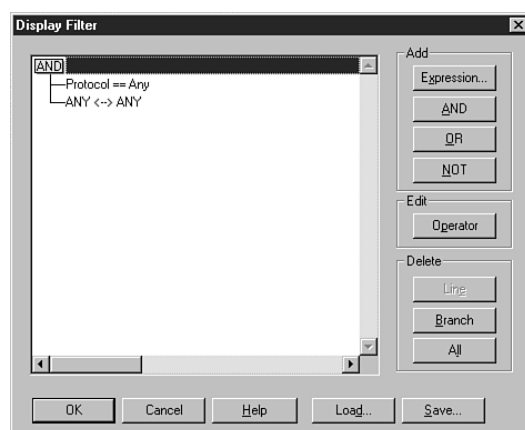 Display Filter
AND
Protocol == Any
ANY <--> ANY
Add
Expression...
AND
OR
NOT
Edit
Operator
Delete
Line
Branch
All
OK
Cancel
Help
Load...
Save...